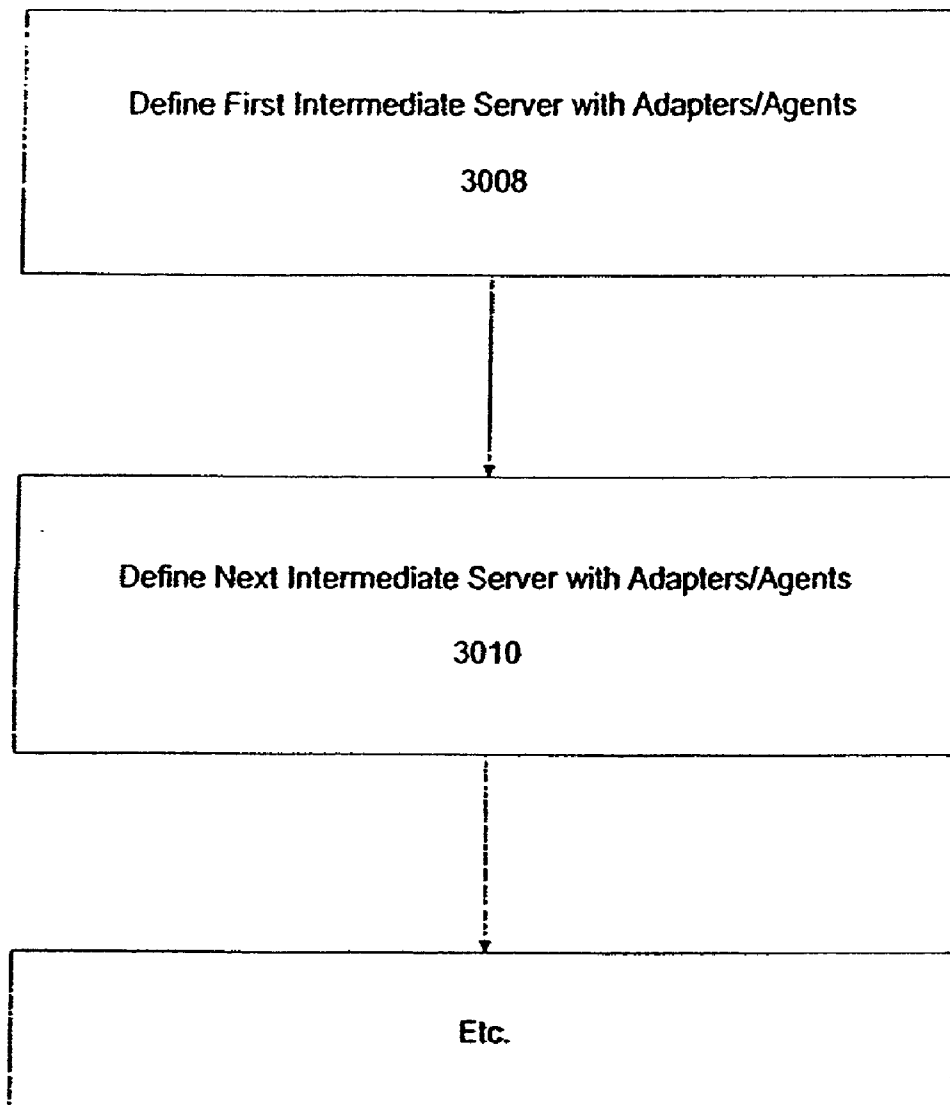 Define First Intermediate Server with Adapters/Agents
3008
Define Next Intermediate Server with Adapters/Agents
3010
Etc.